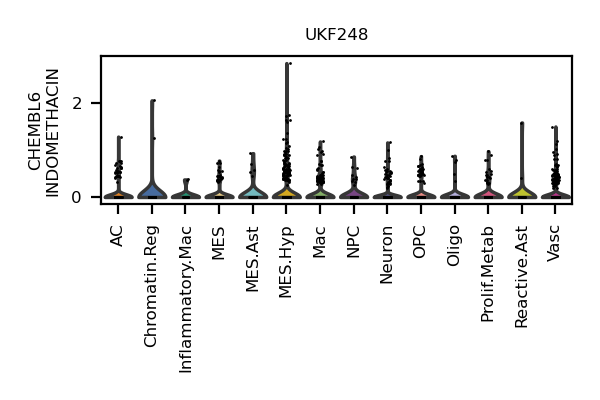 UKF248
CHEMBL6
INDOMETHACIN
2
0
AC
Chromatin.Reg
Inflammatory.Mac
MES
MES.Ast
MES.Hyp
Mac
NPC
Neuron
OPC
Oligo
Prolif.Metab
Reactive.Ast
Vasc